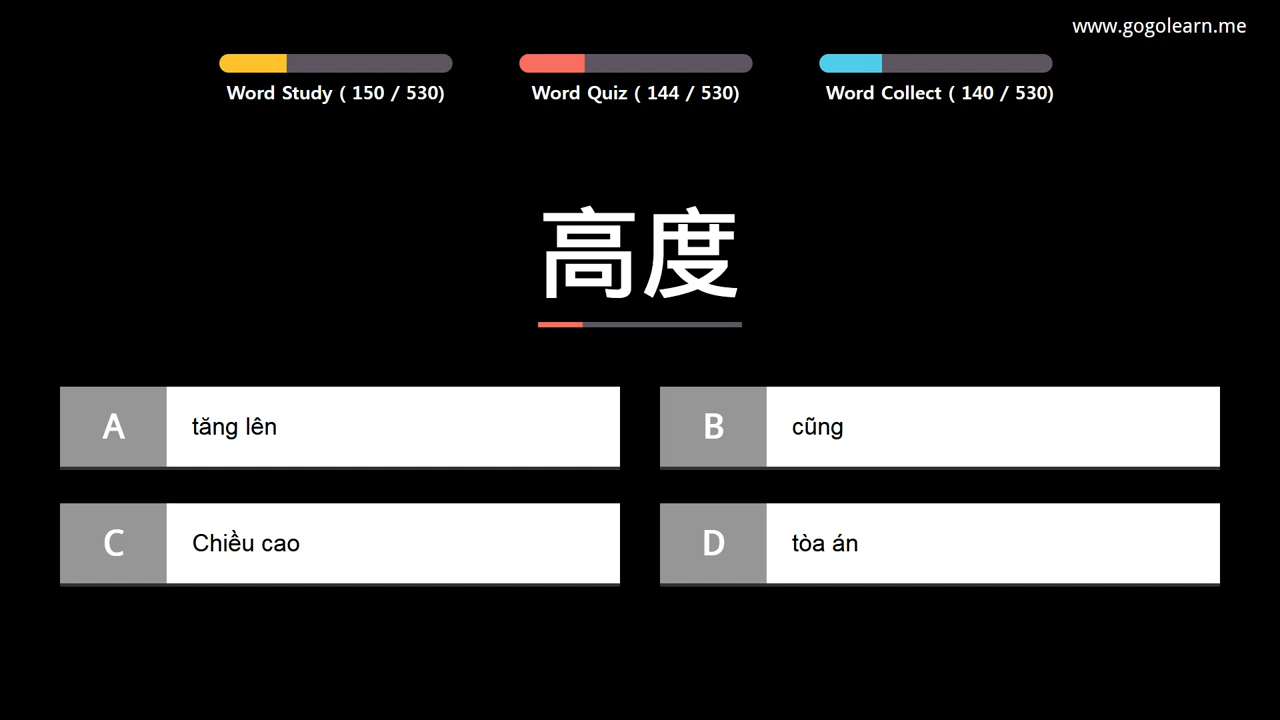 www.gogolearn.me
Word Study ( 150 / 530)
Word Quiz ( 144 / 530)
Word Collect ( 140 / 530)
高度
A tăng lên
B cũng
C Chiều cao
D tòa án